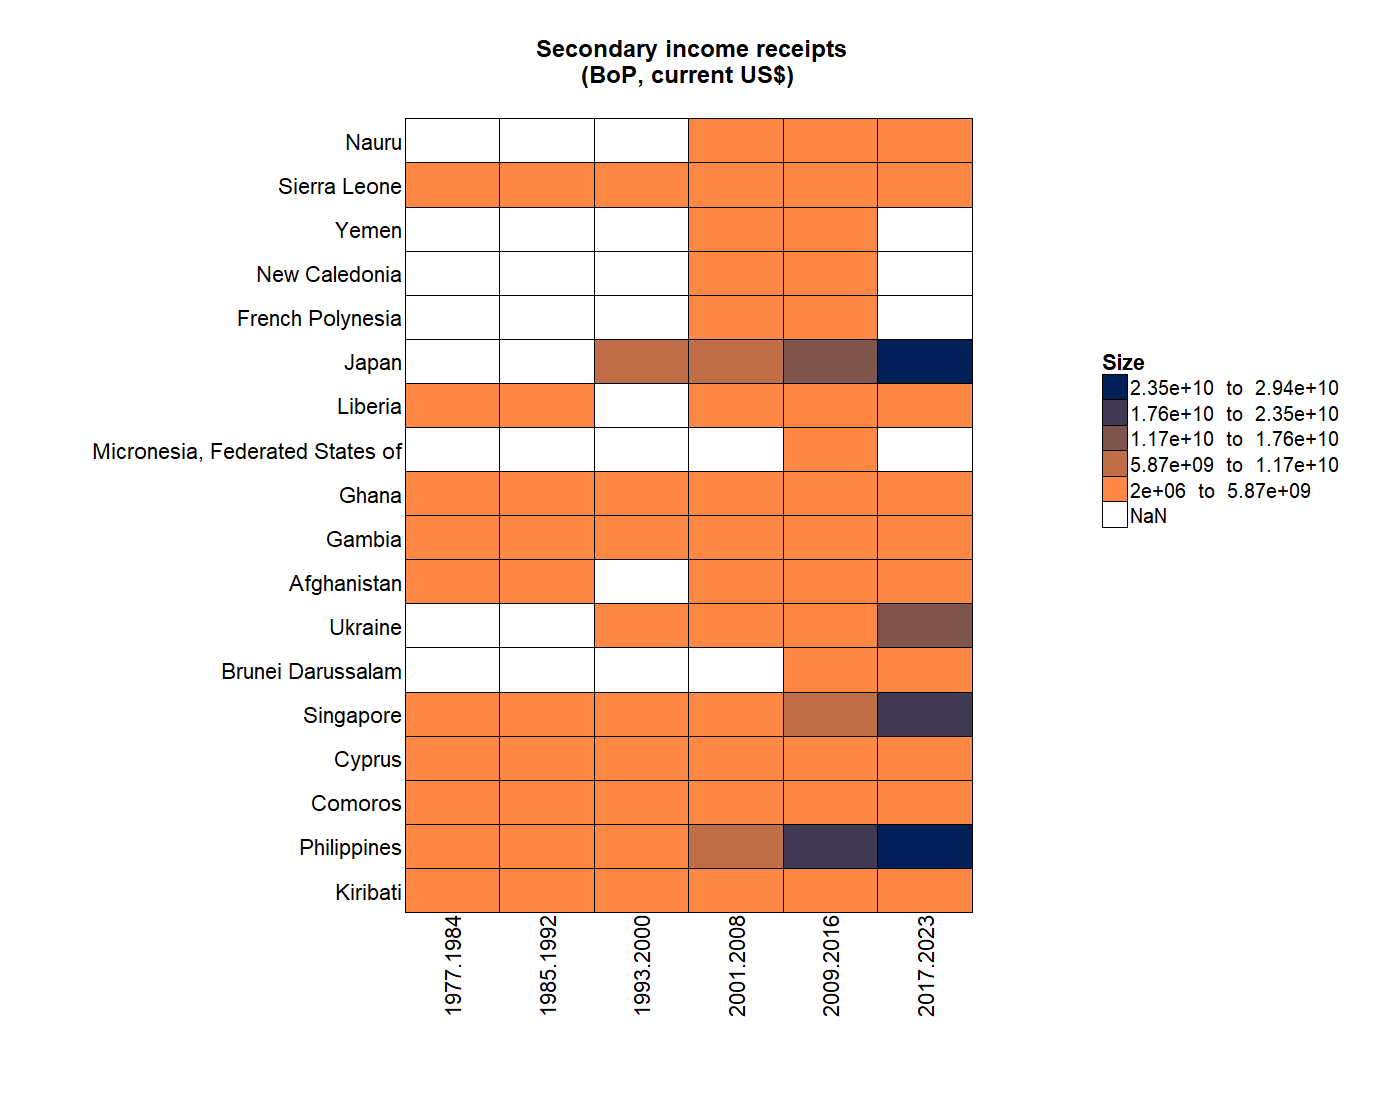 Secondary income receipts
(BoP, current US$)
Nauru
Sierra Leone
Yemen
New Caledonia
French Polynesia
Japan
Liberia
Micronesia, Federated States of
Ghana
Gambia
Afghanistan
Ukraine
Brunei Darussalam
Singapore
Cyprus
Comoros
Philippines
Kiribati
1977.1984
1985.1992
1993.2000
2001.2008
2009.2016
2017.2023
Size
2.35e+10 to 2.94e+10
1.76e+10 to 2.35e+10
1.17e+10 to 1.76e+10
5.87e+09 to 1.17e+10
2e+06 to 5.87e+09
NaN